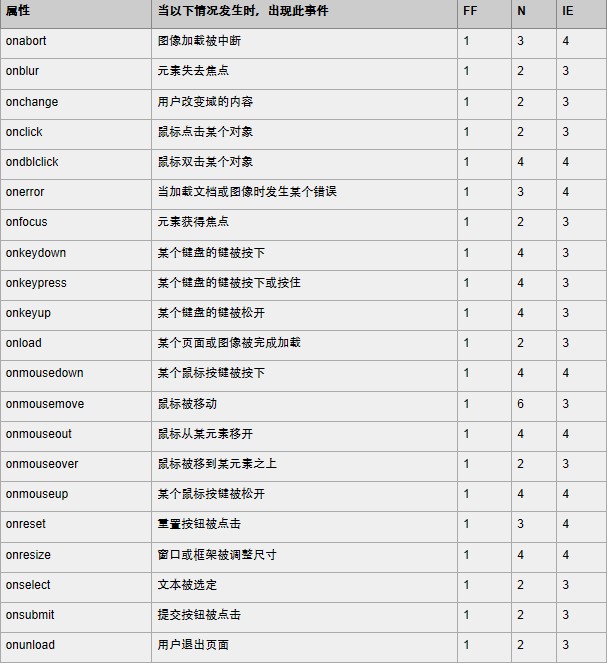 属性 当以下情况发生时，出现此事件 FF N IE
onabort 图像加载被中断 1 3 4
onblur 元素失去焦点 1 2 3
onchange 用户改变域的内容 1 2 3
onclick 鼠标点击某个对象 1 2 3
ondblclick 鼠标双击某个对象 1 4 4
onerror 当加载文档或图像时发生某个错误 1 3 4
onfocus 元素获得焦点 1 2 3
onkeydown 某个键盘的键被按下 1 4 3
onkeypress 某个键盘的键被按下或按住 1 4 3
onkeyup 某个键盘的键被松开 1 4 3
onload 某个页面或图像被完成加载 1 2 3
onmousedown 某个鼠标按键被按下 1 4 4
onmousemove 鼠标被移动 1 6 3
onmouseout 鼠标从某元素移开 1 4 4
onmouseover 鼠标被移到某元素之上 1 2 3
onmouseup 某个鼠标按键被松开 1 4 4
onreset 重置按钮被点击 1 3 4
onresize 窗口或框架被调整尺寸 1 4 4
onselect 文本被选定 1 2 3
onsubmit 提交按钮被点击 1 2 3
onunload 用户退出页面 1 2 3